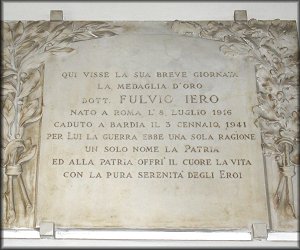 QUI VISSE LA SUA BREVE GIORNATA
LA MEDAGLIA D'ORO
DOTT. FULVIO IERO
NATO A ROMA L'8 LUGLIO 1916
CADUTO A BARDIA IL 3 GENNAIO 1941
PER LUI LA GUERRA EBBE UNA SOLA RAGIONE
UN SOLO NOME LA PATRIA
ED ALLA PATRIA OFFRI' IL CUORE LA VITA
CON LA PURA SERENITÀ DEGLI EROI